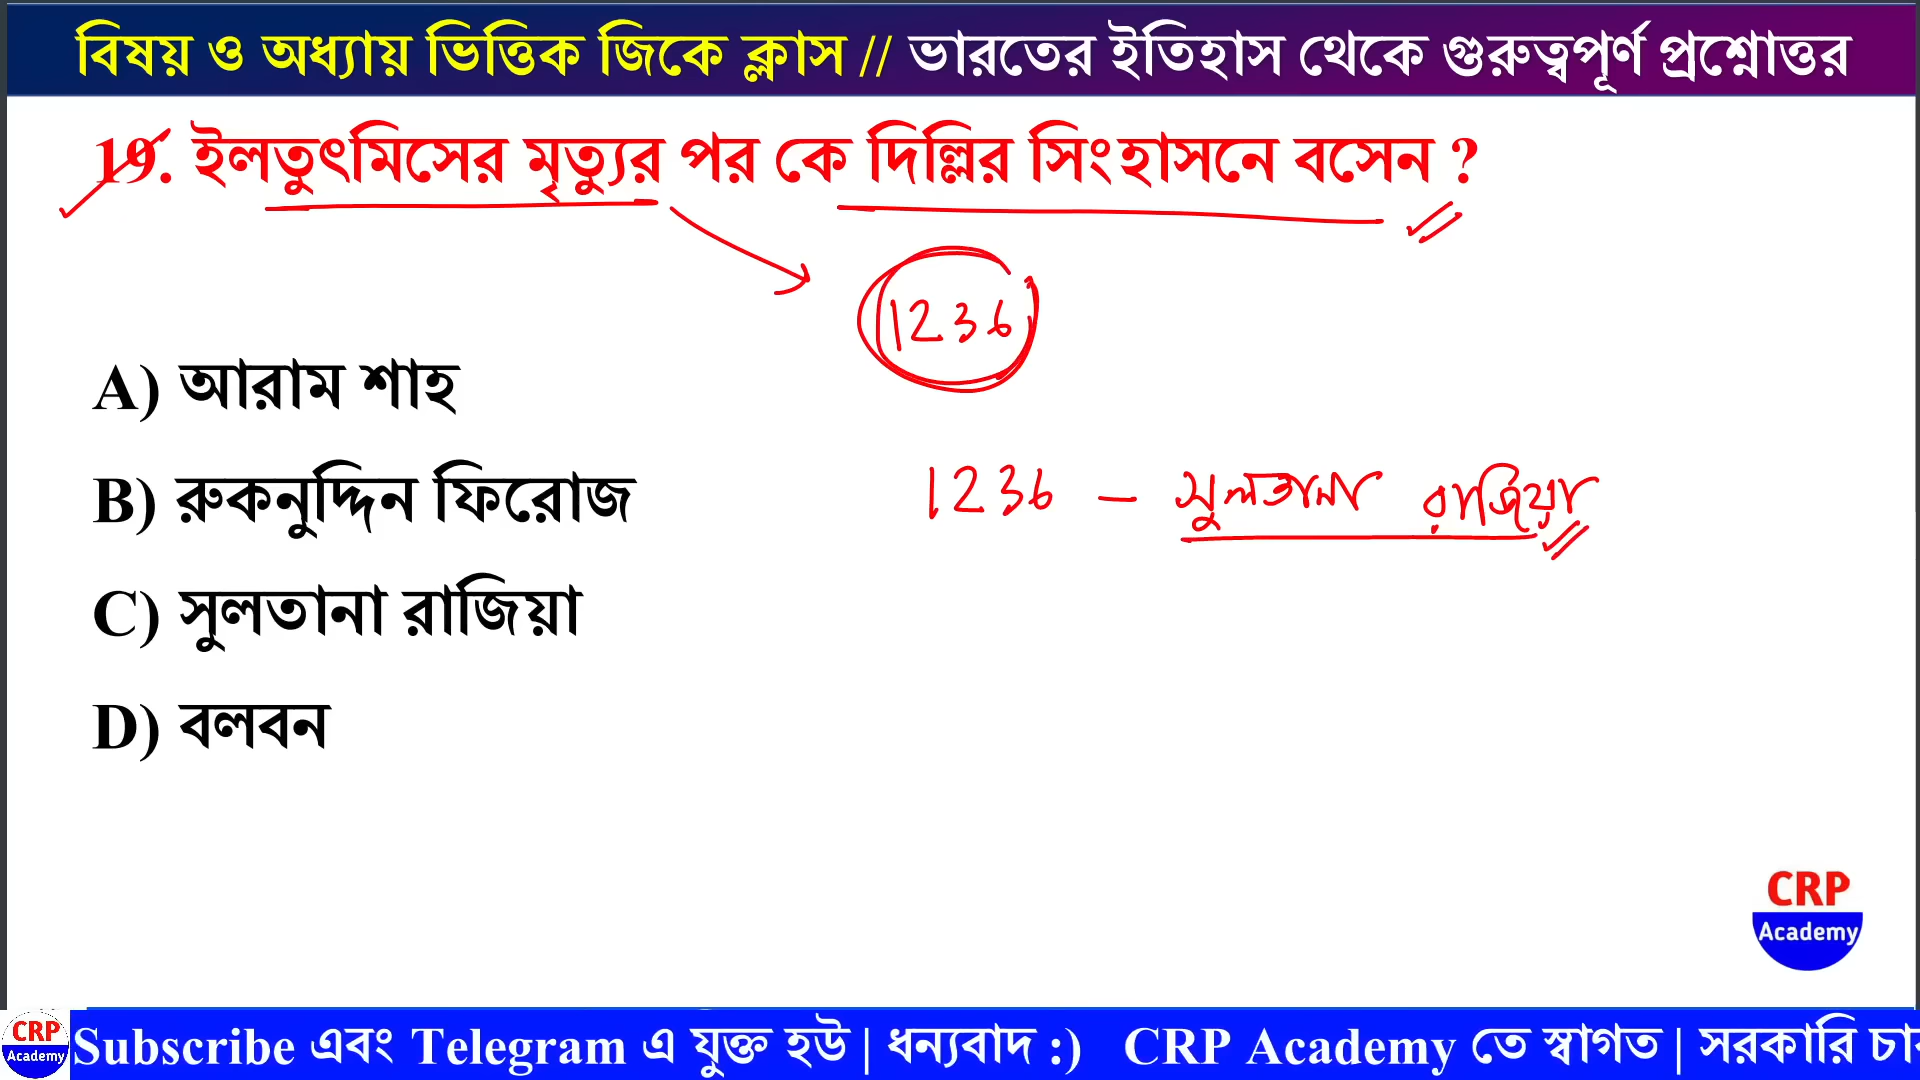 বিষয় ও অধ্যায় ভিত্তিক জিকে ক্লাস // ভারতের ইতিহাস থেকে গুরুত্বপূর্ণ প্রশ্নোত্তর
19. ইলতুৎমিসের মৃত্যুর পর কে দিল্লির সিংহাসনে বসেন ?
1236
A) আরাম শাহ
B) রুকনুদ্দিন ফিরোজ
1236 – সুলতানা রাজিয়া
C) সুলতানা রাজিয়া
D) বলবন
CRP
Academy
CRP
Academy
Subscribe এবং Telegram এ যুক্ত হউ | ধন্যবাদ :) CRP Academy তে স্বাগত | সরকারি